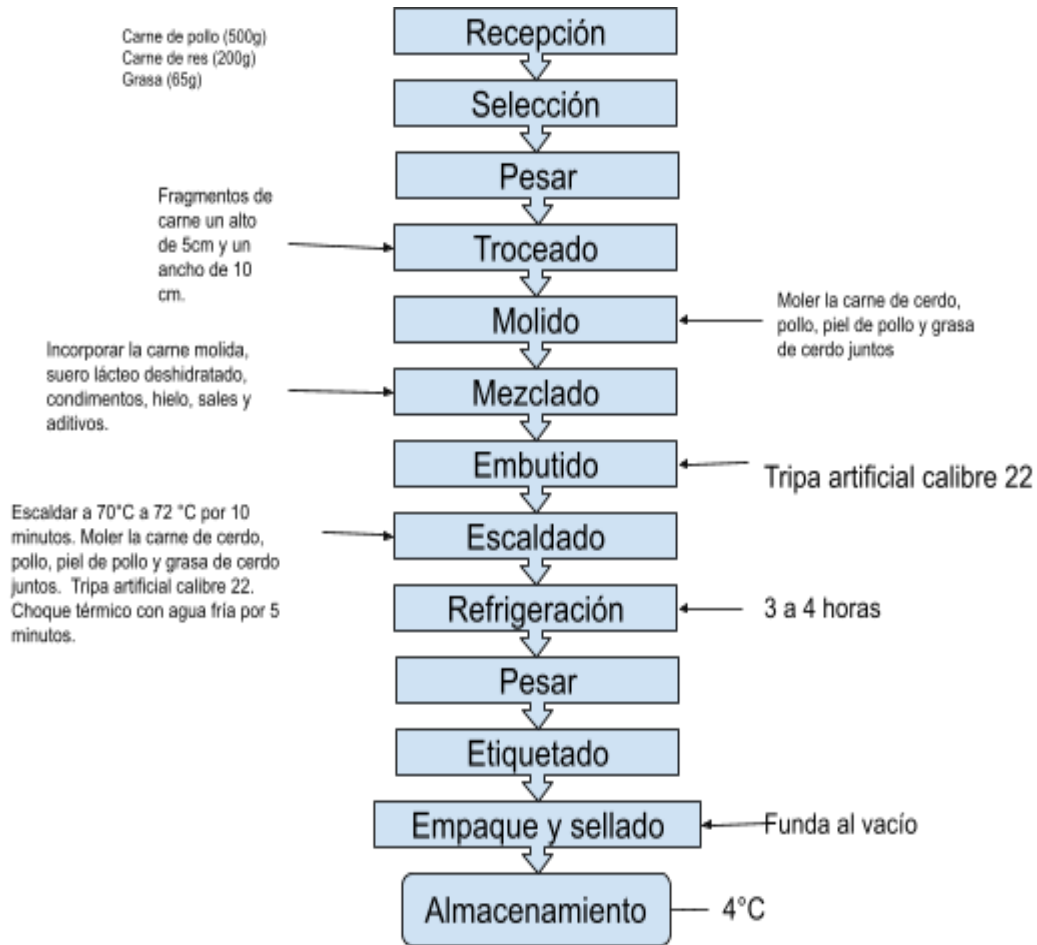 Carne de pollo (500g)
Carne de res (200g)
Grasa (65g)
Recepción
Selección
Pesar
Fragmentos de
carne un alto
de 5cm y un
ancho de 10
cm.
Troceado
Molido
Moler la carne de cerdo,
pollo, piel de pollo y grasa
de cerdo juntos
Incorporar la carne molida,
suero lácteo deshidratado,
condimentos, hielo, sales y
aditivos.
Mezclado
Embutido
Tripa artificial calibre 22
Escaldar a 70°C a 72 °C por 10
minutos. Moler la carne de cerdo,
pollo, piel de pollo y grasa de cerdo
juntos. Tripa artificial calibre 22.
Choque térmico con agua fría por 5
minutos.
Escaldado
Refrigeración
3 a 4 horas
Pesar
Etiquetado
Empaque y sellado
Funda al vacío
Almacenamiento
4°C